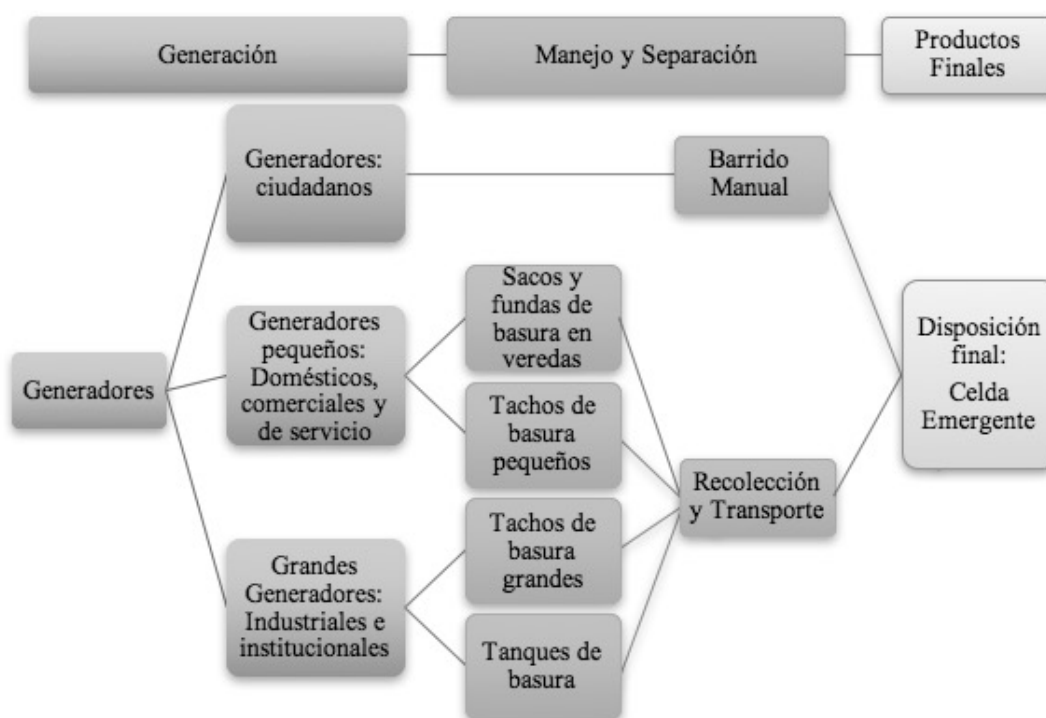 Generación
Manejo y Separación
Productos
Finales
Generadores:
ciudadanos
Barrido
Manual
Generadores
Generadores
pequeños:
Domésticos,
comerciales y
de servicio
Sacos y
fundas de
basura en
veredas
Tachos de
basura
pequeños
Grandes
Generadores:
Industriales e
institucionales
Tachos de
basura
grandes
Tanques de
basura
Recolección
y Transporte
Disposición
final:
Celda
Emergente